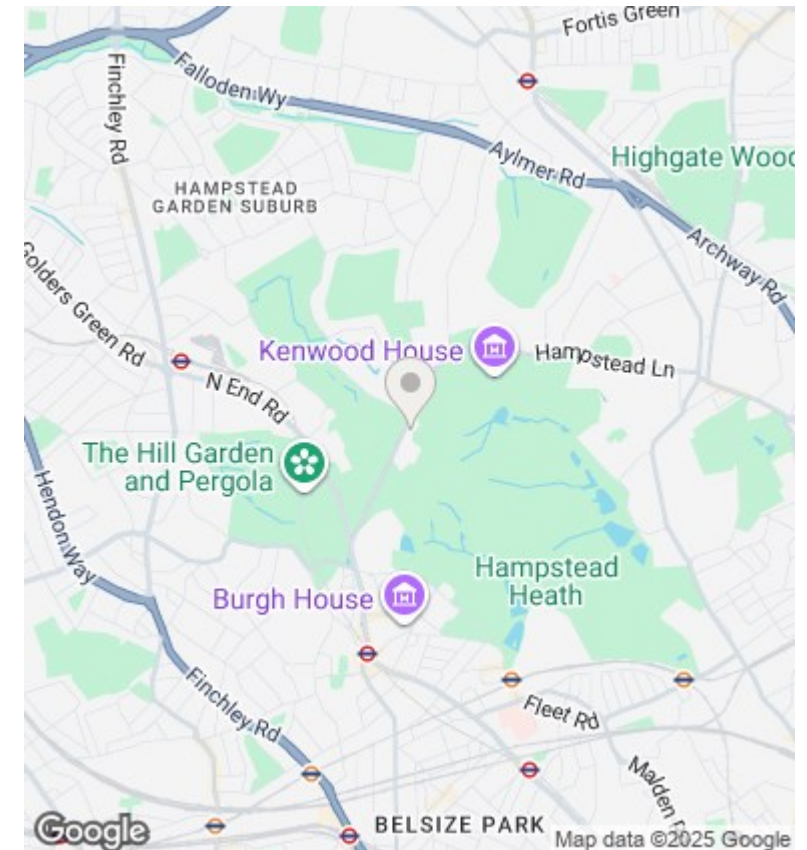 Fortis Green
Finchley Rd
Falloden Wy
Aylmer Rd
Highgate Wood
HAMPSTEAD
GARDEN SUBURB
Archway Rd
Golders Green Rd
Kenwood House
Hampstead Ln
N End Rd
The Hill Garden
and Pergola
Hendon Way
Hampstead
Heath
Burgh House
Finchley Rd
Fleet Rd
Malden R
BELSIZE PARK
Google
Map data ©2025 Google